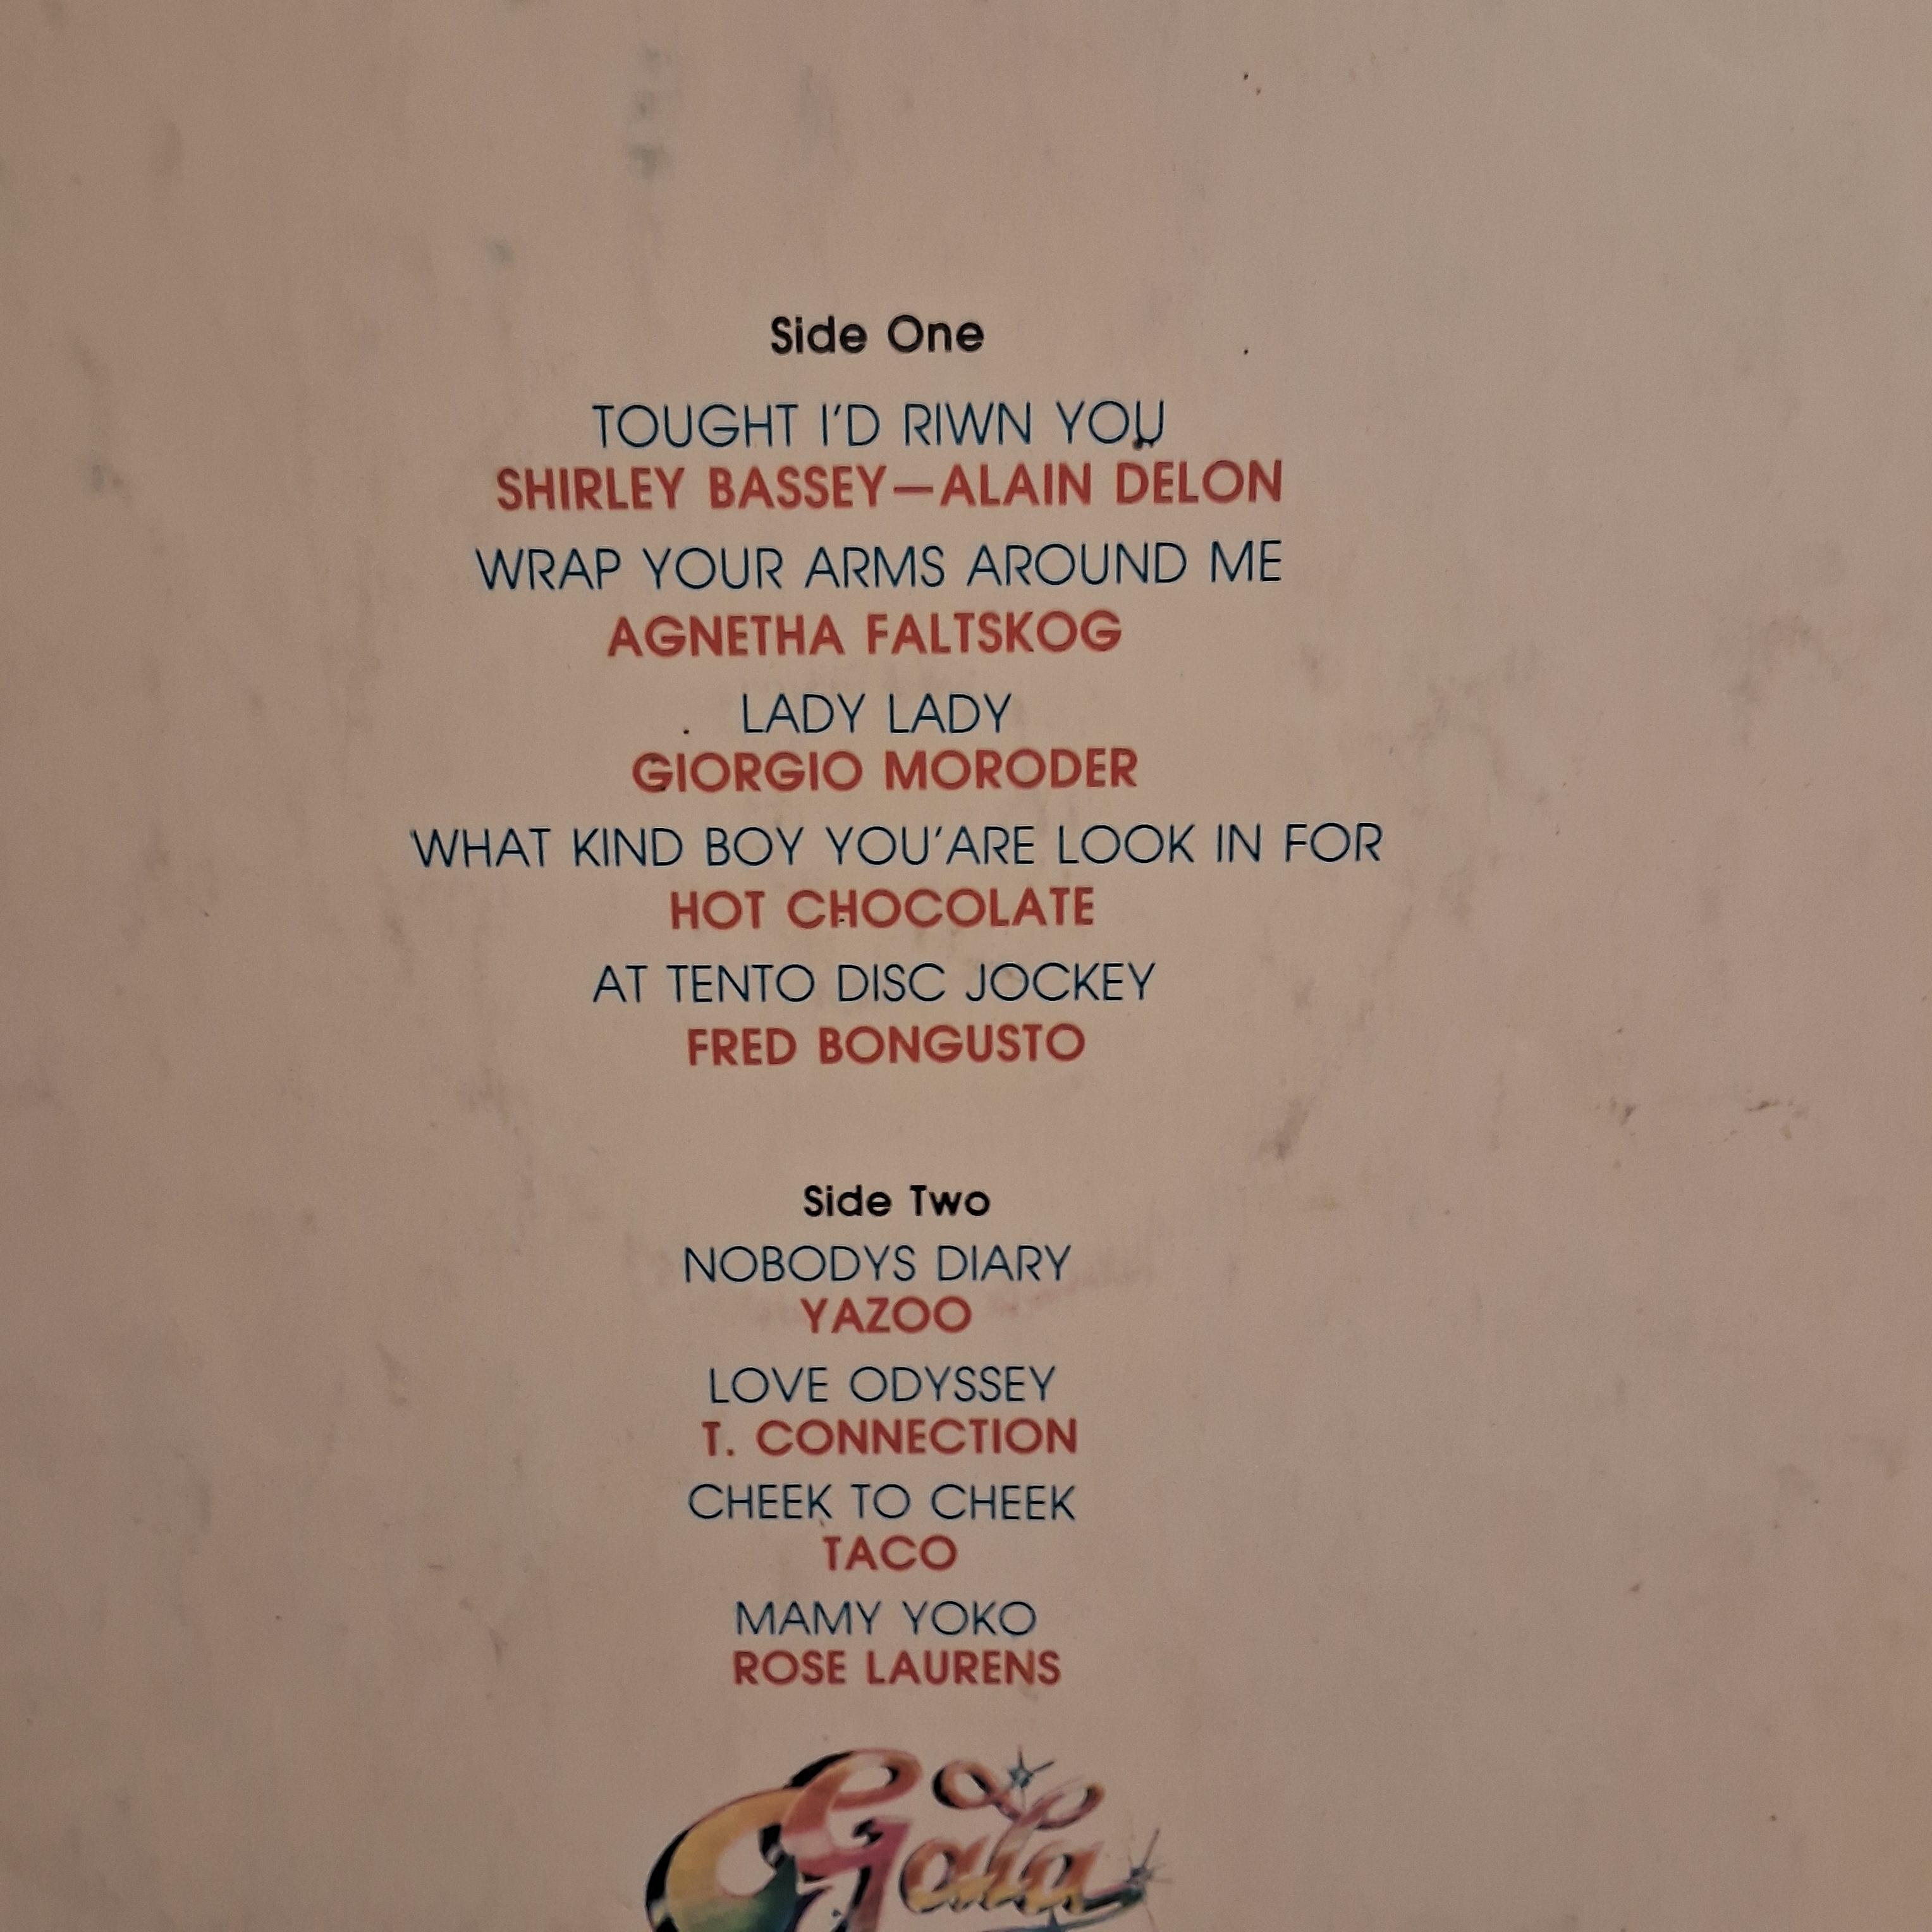 Side One
TOUGHT I'D RIWN YOU
SHIRLEY BASSEY—ALAIN DELON
WRAP YOUR ARMS AROUND ME
AGNETHA FALTSKOG
LADY LADY
GIORGIO MORODER
WHAT KIND BOY YOU'ARE LOOK IN FOR
HOT CHOCOLATE
AT TENTO DISC JOCKEY
FRED BONGUSTO
Side Two
NOBODYS DIARY
YAZOO
LOVE ODYSSEY
T. CONNECTION
CHEEK TO CHEEK
TACO
MAMY YOKO
ROSE LAURENS
Gala